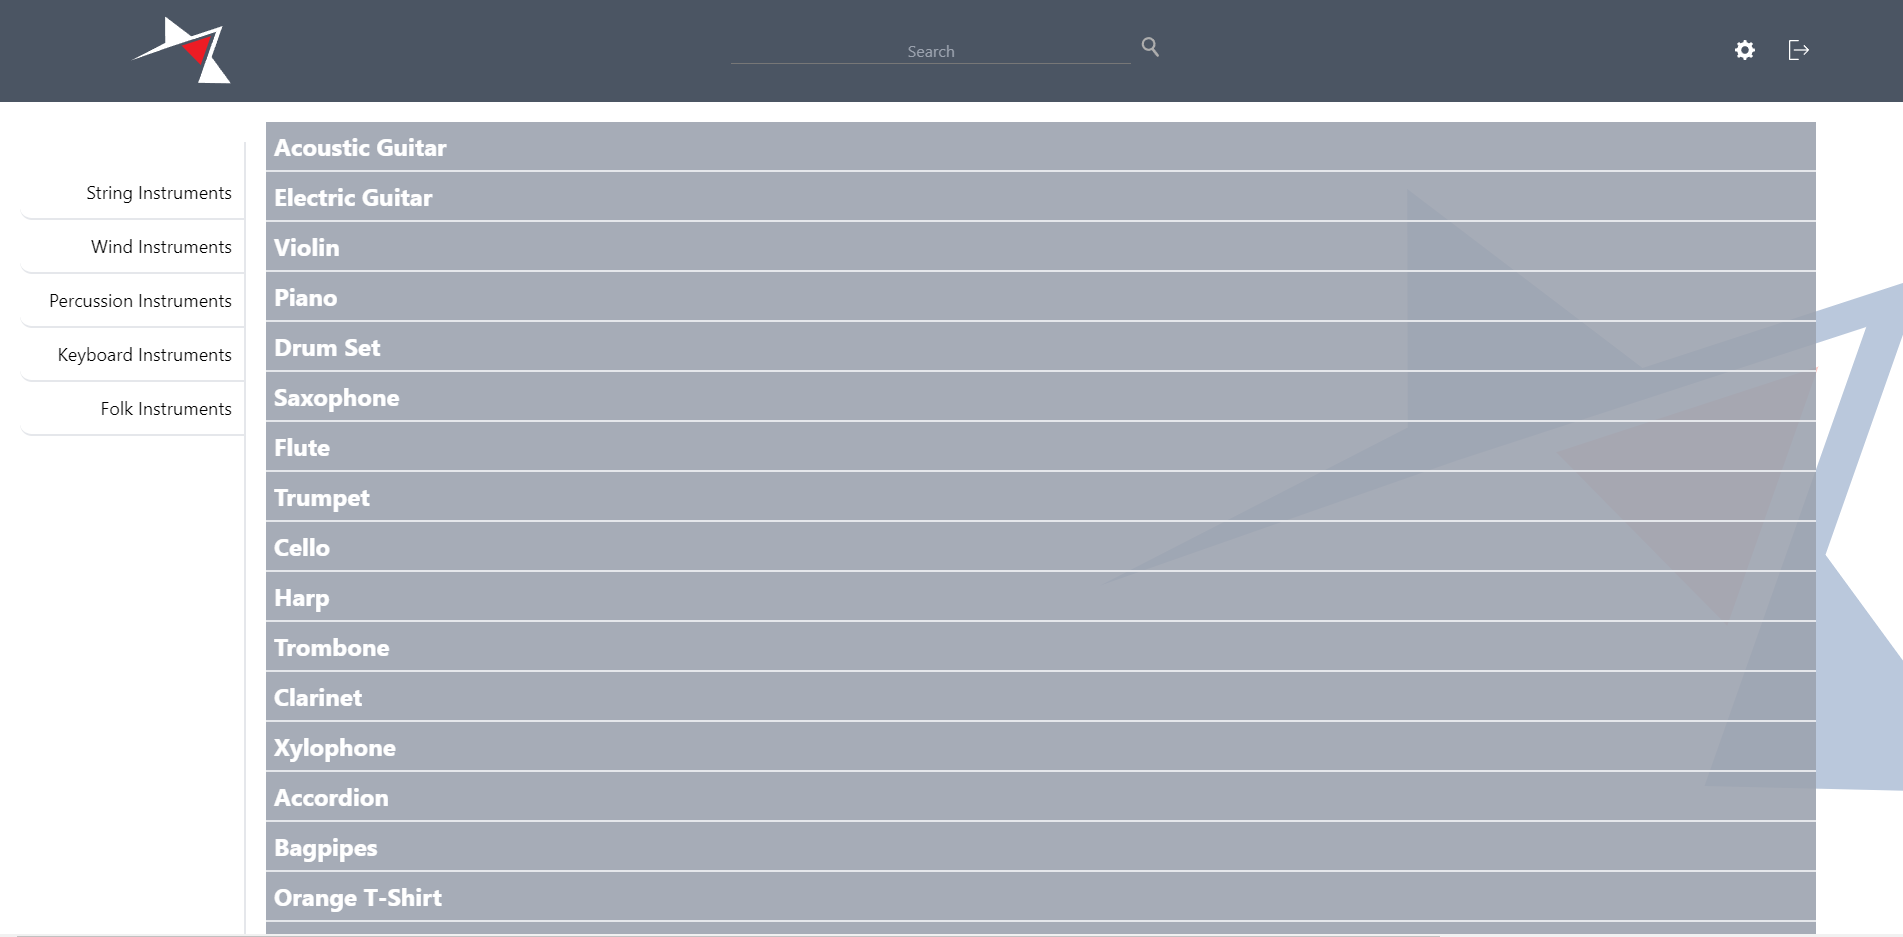 Search
String Instruments
Wind Instruments
Percussion Instruments
Keyboard Instruments
Folk Instruments
Acoustic Guitar
Electric Guitar
Violin
Piano
Drum Set
Saxophone
Flute
Trumpet
Cello
Harp
Trombone
Clarinet
Xylophone
Accordion
Bagpipes
Orange T-Shirt